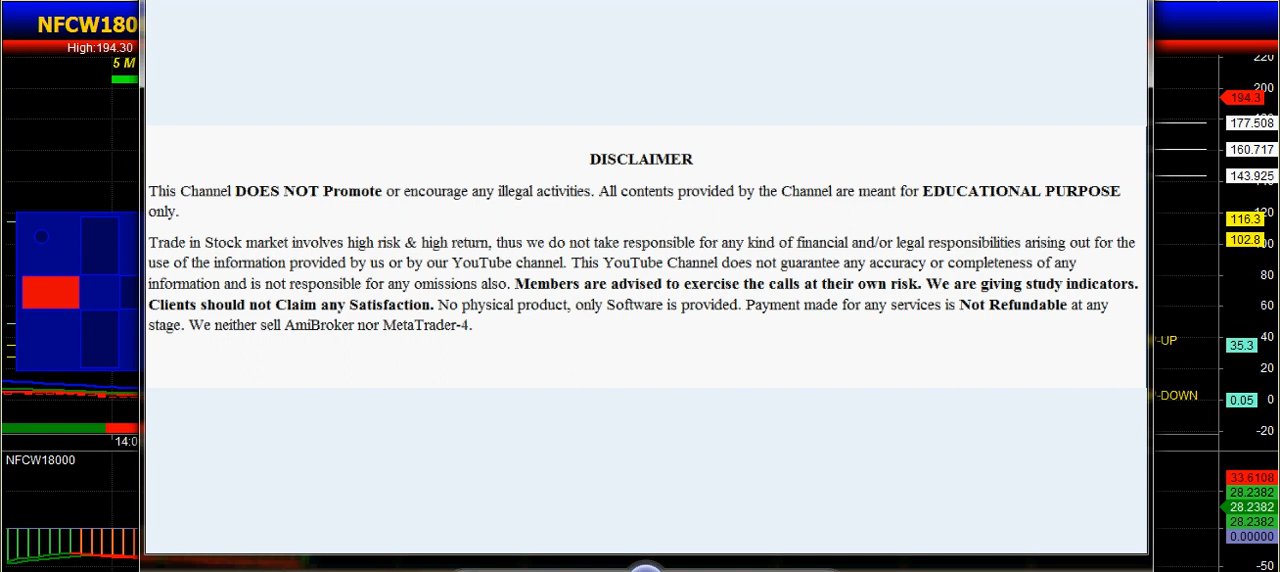 NFCW180
High:194.30
5 M
DISCLAIMER
This Channel DOES NOT Promote or encourage any illegal activities. All contents provided by the Channel are meant for EDUCATIONAL PURPOSE
only.
Trade in Stock market involves high risk & high return, thus we do not take responsible for any kind of financial and/or legal responsibilities arising out for the
use of the information provided by us or by our YouTube channel. This YouTube Channel does not guarantee any accuracy or completeness of any
information and is not responsible for any omissions also. Members are advised to exercise the calls at their own risk. We are giving study indicators.
Clients should not Claim any Satisfaction. No physical product, only Software is provided. Payment made for any services is Not Refundable at any
stage. We neither sell AmiBroker nor MetaTrader-4.
14:0
NFCW18000
220
200
194.3
177.508
160.717
143.925
120
116.3
102.8
80
60
-UP
40
35.3
20
-DOWN
0.05
0
-20
33.6108
28.2382
28.2382
28.2382
0.00000
-50